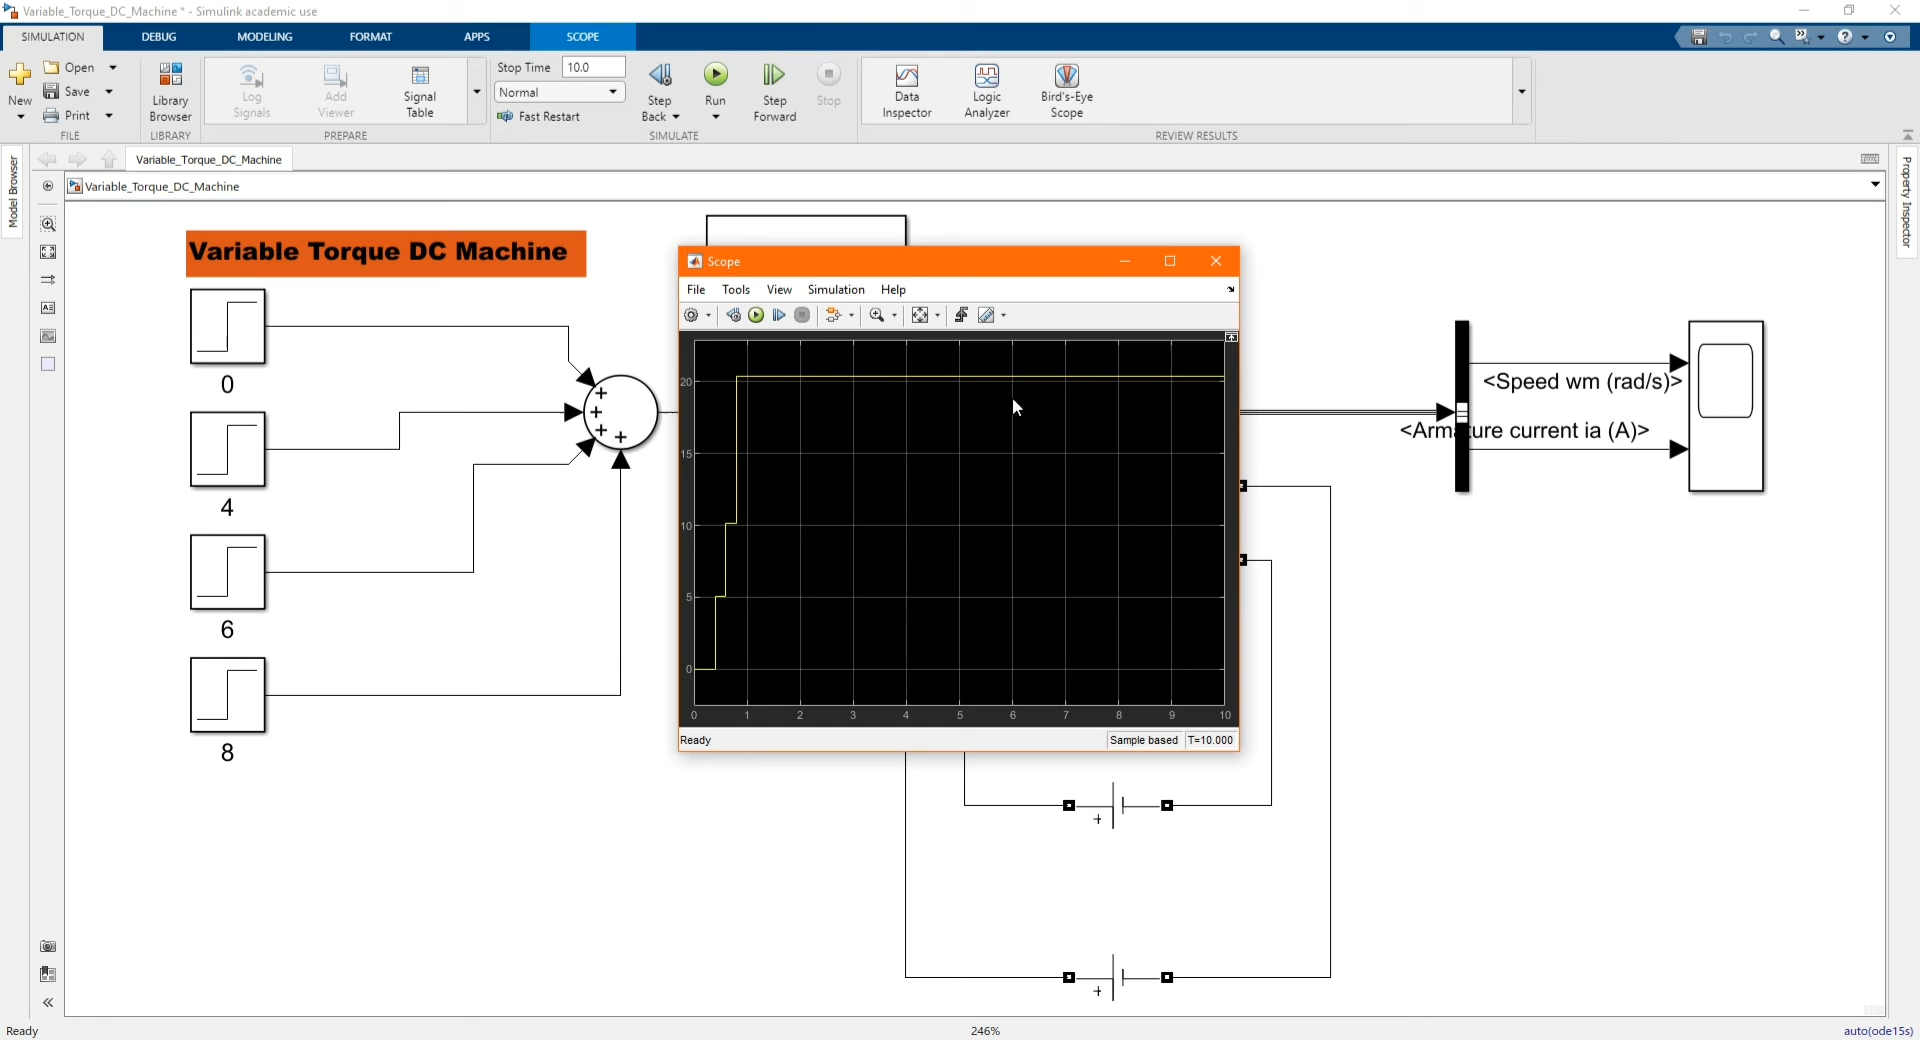 Variable_Torque_DC_Machine * - Simulink academic use
SIMULATION DEBUG MODELING FORMAT APPS SCOPE
New
Open
Save
Print
FILE
Library
Browser
LIBRARY
Log
Signals
Add
Viewer
Signal
Table
PREPARE
Stop Time 10.0
Normal
Fast Restart
Step
Back
Run
Step
Forward
Stop
SIMULATE
Data
Inspector
Logic
Analyzer
Bird's-Eye
Scope
REVIEW RESULTS
Model Browser
Variable_Torque_DC_Machine
Variable_Torque_DC_Machine
Property Inspector
Variable Torque DC Machine
0
4
6
8
+
+
+
+
Scope
File Tools View Simulation Help
20
15
10
5
0
0 1 2 3 4 5 6 7 8 9 10
Ready Sample based T=10.000
<Speed wm (rad/s)>
<Armature current ia (A)>
+
+
Ready 246% auto(ode15s)